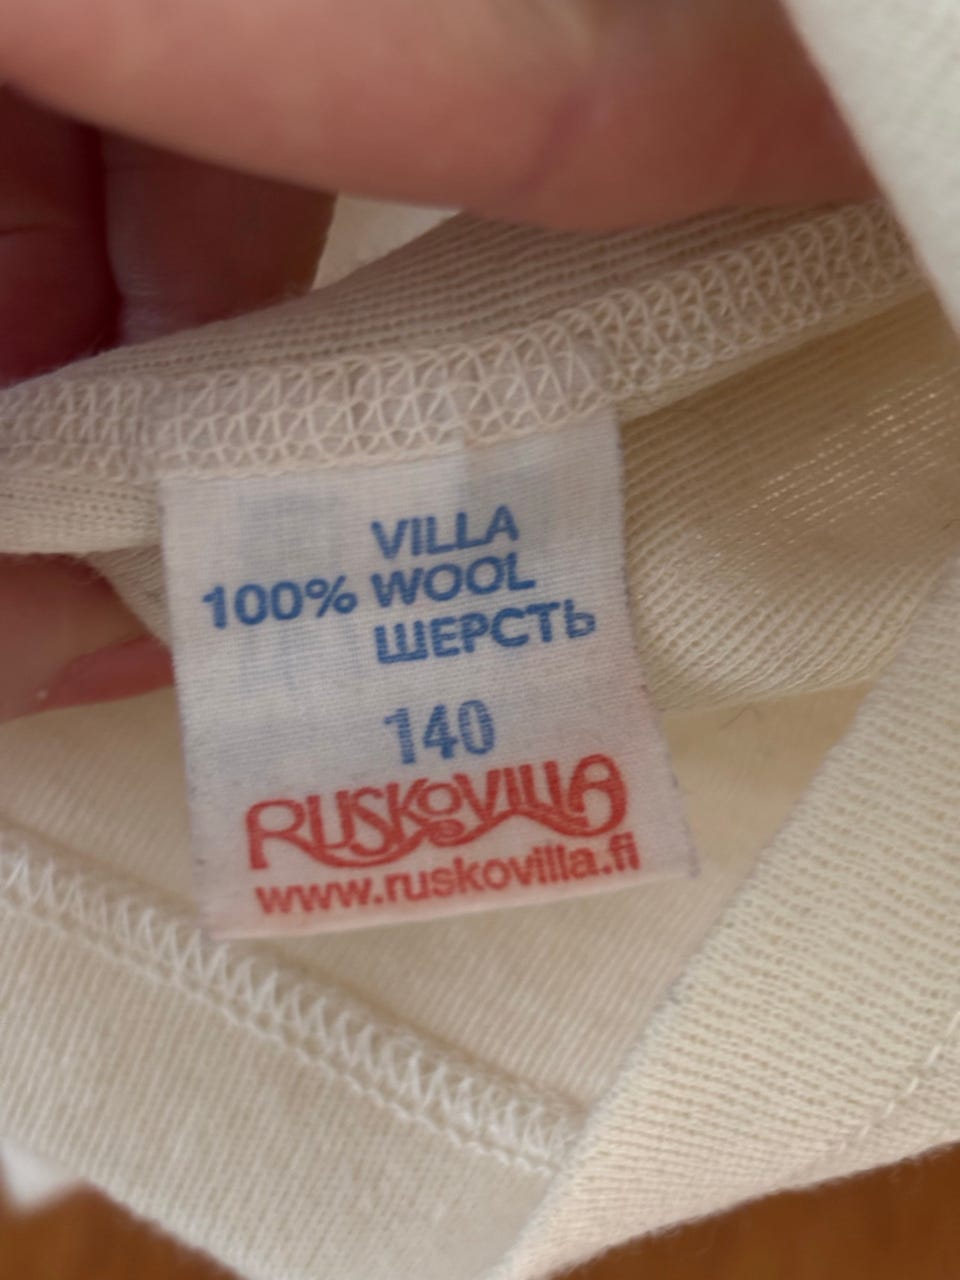 VILLA
100% WOOL
ШЕРСТЬ
140
RUSKOVILLA
www.ruskovilla.fi